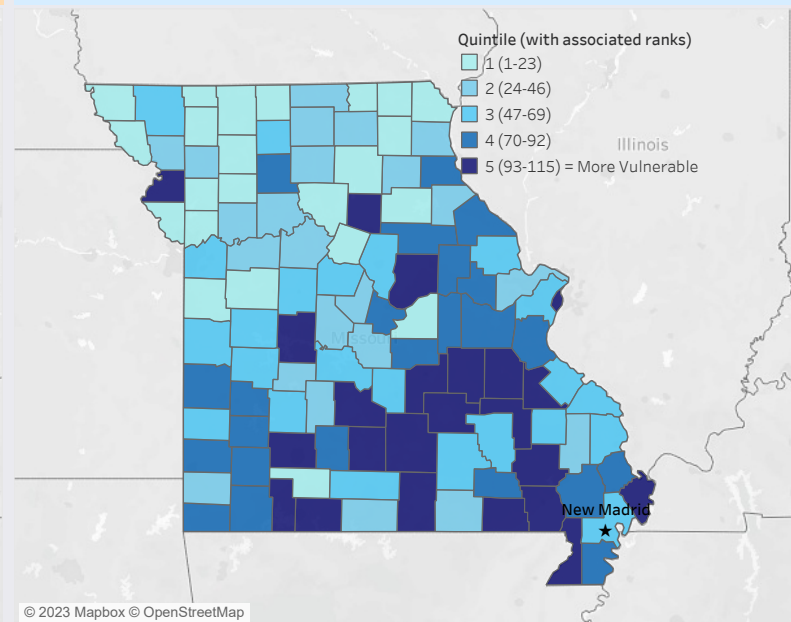 Quintile (with associated ranks)
1 (1-23)
2 (24-46)
3 (47-69)
4 (70-92)
5 (93-115) = More Vulnerable
Illinois
Missouri
New Madrid
© 2023 Mapbox © OpenStreetMap